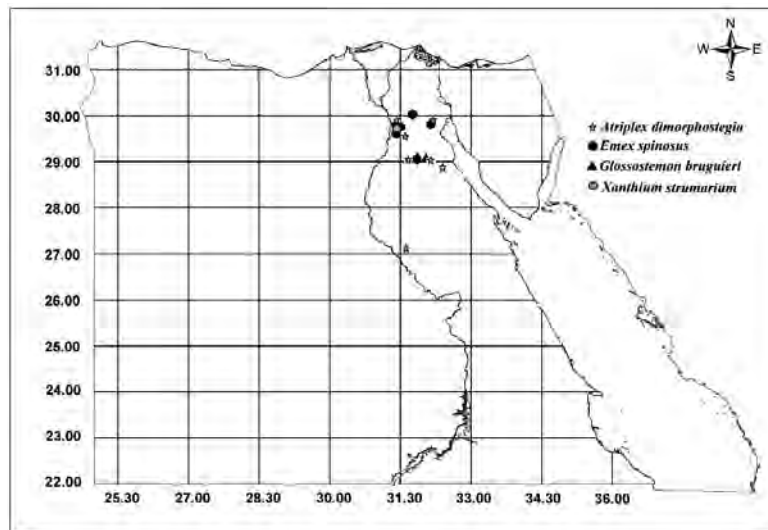 N
W E
S
31.00
30.00
29.00
28.00
27.00
26.00
25.00
24.00
23.00
22.00
Atriplex dimorphostegia
Emex spinosus
Glossostemon bruguieri
Xanthium strumarium
25.30 27.00 28.30 30.00 31.30 33.00 34.30 36.00